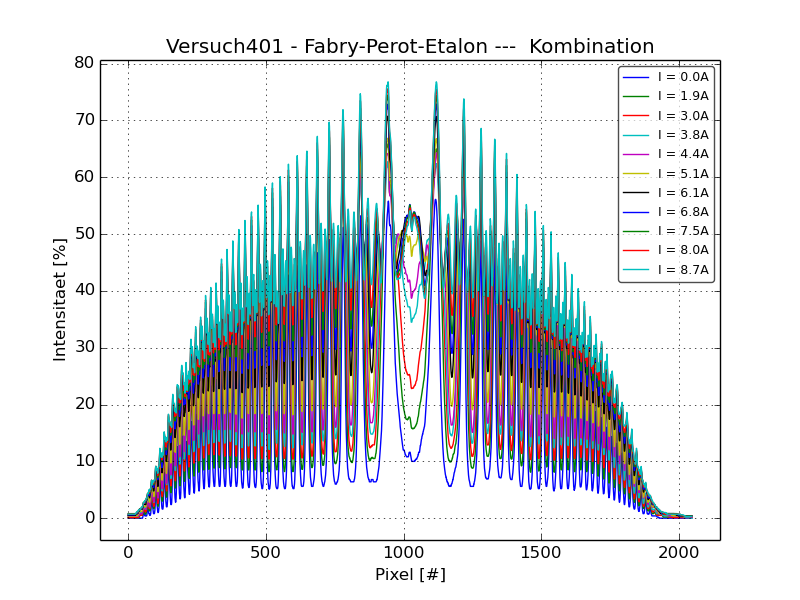 Versuch401 - Fabry-Perot-Etalon ---  Kombination
80
70
60
50
40
30
20
10
0
Intensitaet [%]
0
500
1000
1500
2000
Pixel [#]
I = 0.0A
I = 1.9A
I = 3.0A
I = 3.8A
I = 4.4A
I = 5.1A
I = 6.1A
I = 6.8A
I = 7.5A
I = 8.0A
I = 8.7A